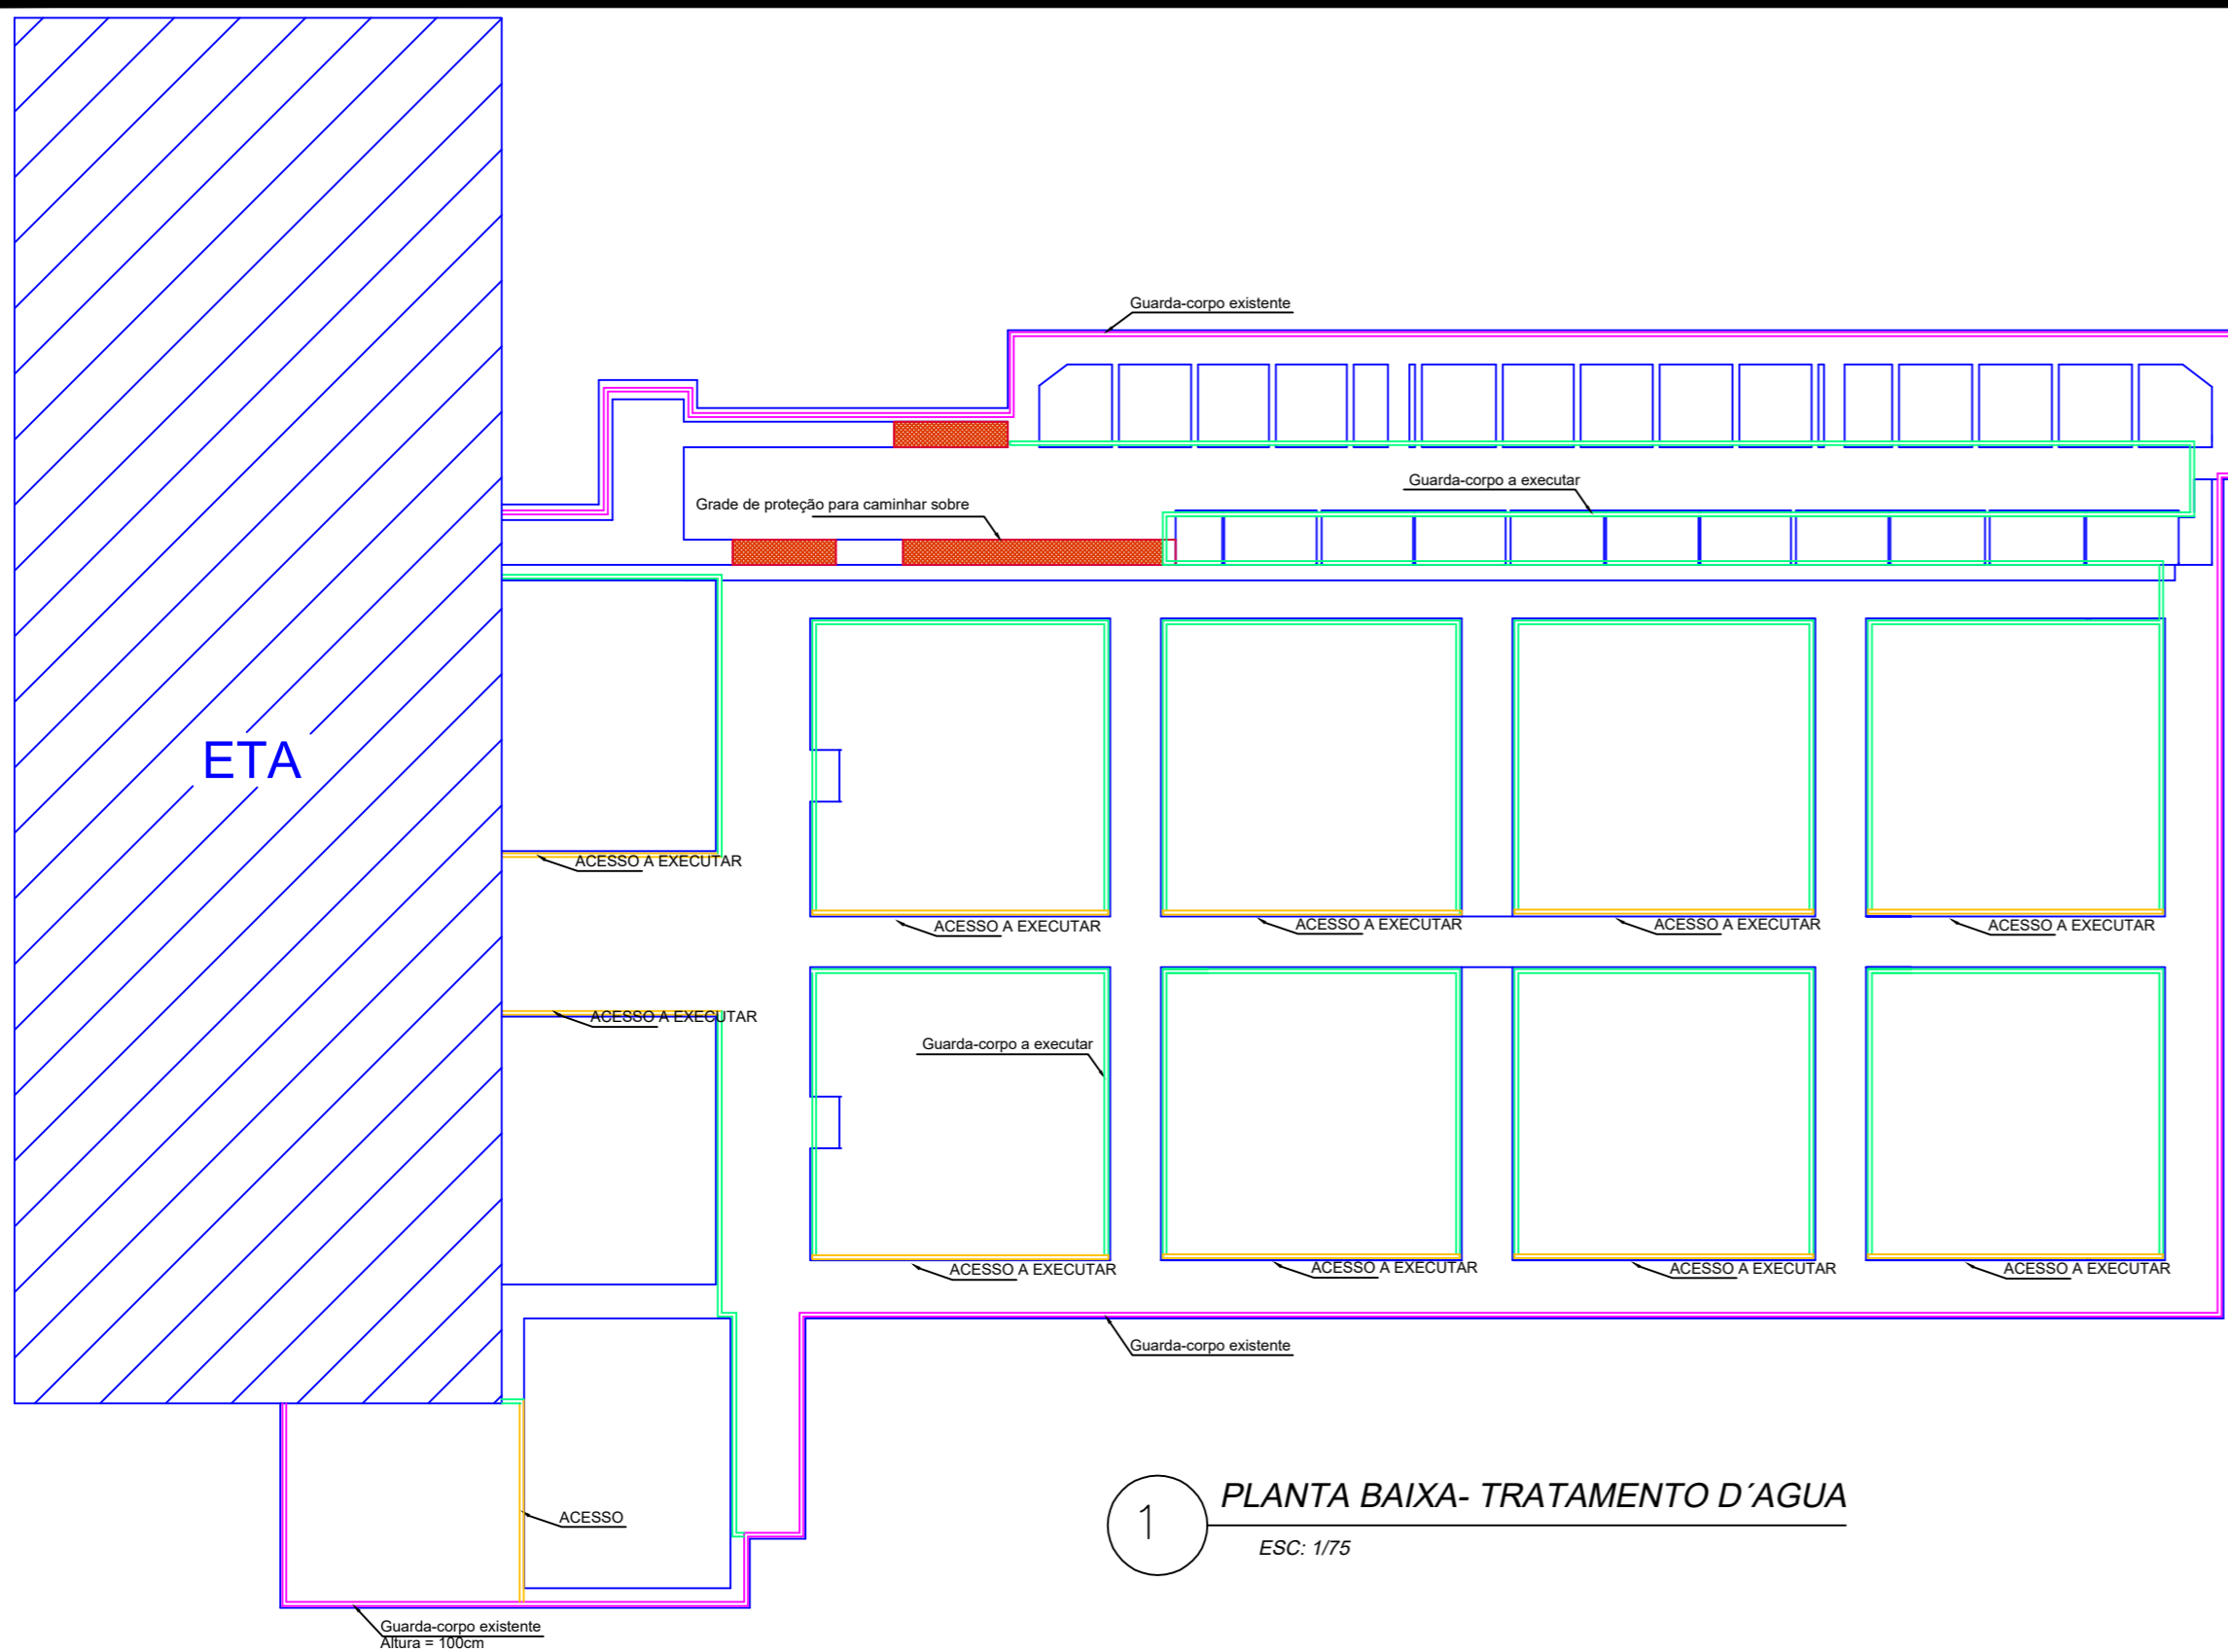 Guarda-corpo existente
Guarda-corpo a executar
Grade de proteção para caminhar sobre
ETA
ACESSO A EXECUTAR
ACESSO A EXECUTAR
ACESSO A EXECUTAR
ACESSO A EXECUTAR
ACESSO A EXECUTAR
ACESSO A EXECUTAR
Guarda-corpo a executar
ACESSO A EXECUTAR
ACESSO A EXECUTAR
ACESSO A EXECUTAR
ACESSO A EXECUTAR
Guarda-corpo existente
1
PLANTA BAIXA- TRATAMENTO D´AGUA
ESC: 1/75
ACESSO
Guarda-corpo existente
Altura = 100cm